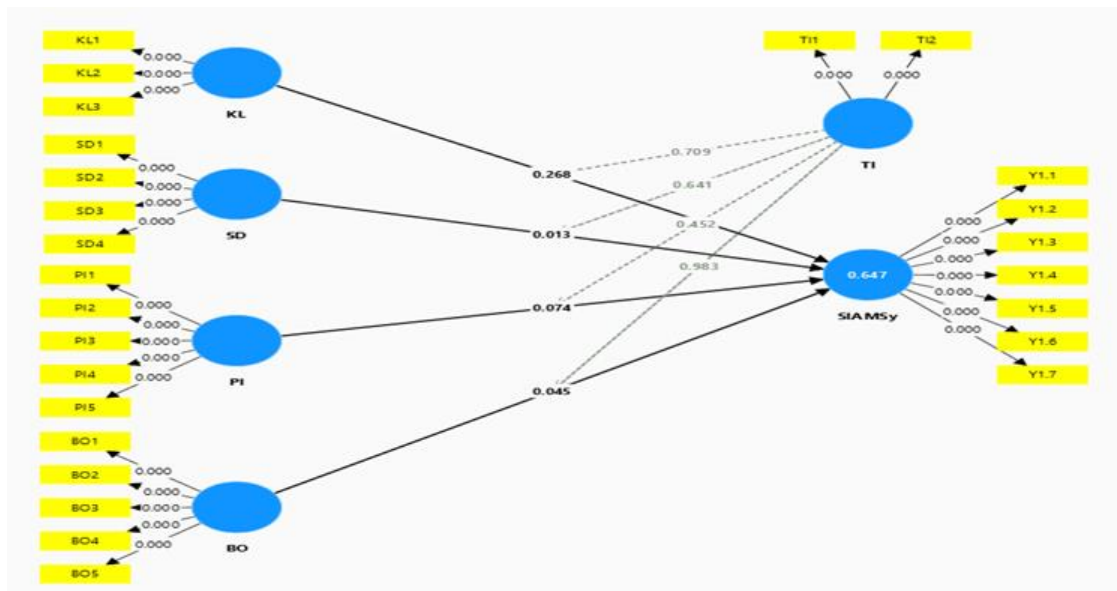 KL1
0.000
KL2
0.000
KL3
0.000
KL
SD1
0.000
SD2
0.000
SD3
0.000
SD4
0.000
SD
PI1
0.000
PI2
0.000
PI3
0.000
PI4
0.000
PI5
0.000
PI
BO1
0.000
BO2
0.000
BO3
0.000
BO4
0.000
BO5
0.000
BO
0.268
0.013
0.074
0.045
0.709
0.641
0.452
0.983
TI1
TI2
0.000
0.000
TI
0.647
SIAMSy
Y1.1
0.000
Y1.2
0.000
Y1.3
0.000
Y1.4
0.000
Y1.5
0.000
Y1.6
0.000
Y1.7
0.000